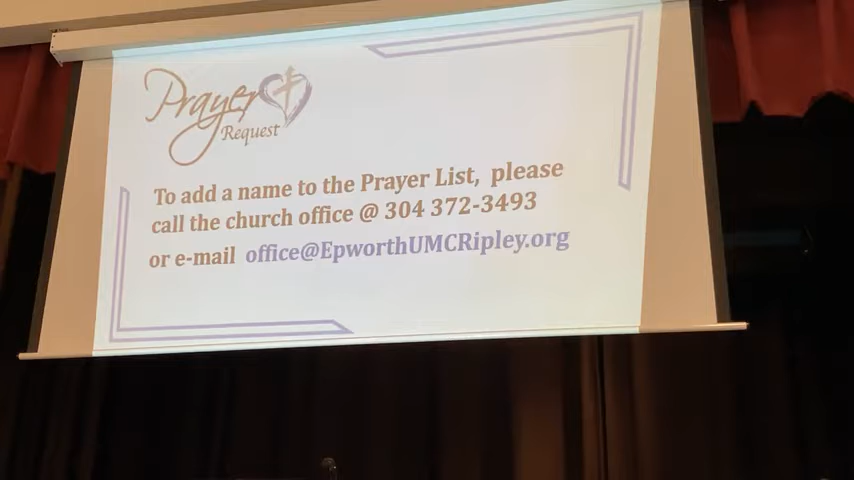 Prayer
Request
To add a name to the Prayer List, please
call the church office @ 304 372-3493
or e-mail office@EpworthUMCRipley.org